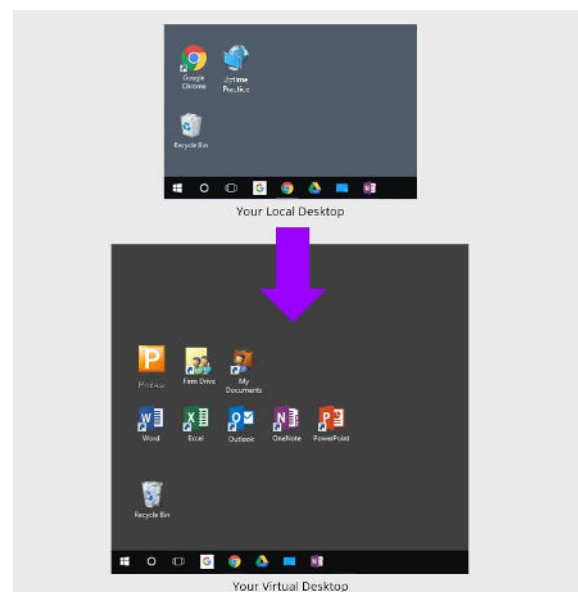 Google
Chrome
Uptime
Practice
Recycle Bin
Your Local Desktop
P
Firm Drive
My
Documents
Word
Excel
Outlook
OneNote
PowerPoint
Recycle Bin
Your Virtual Desktop